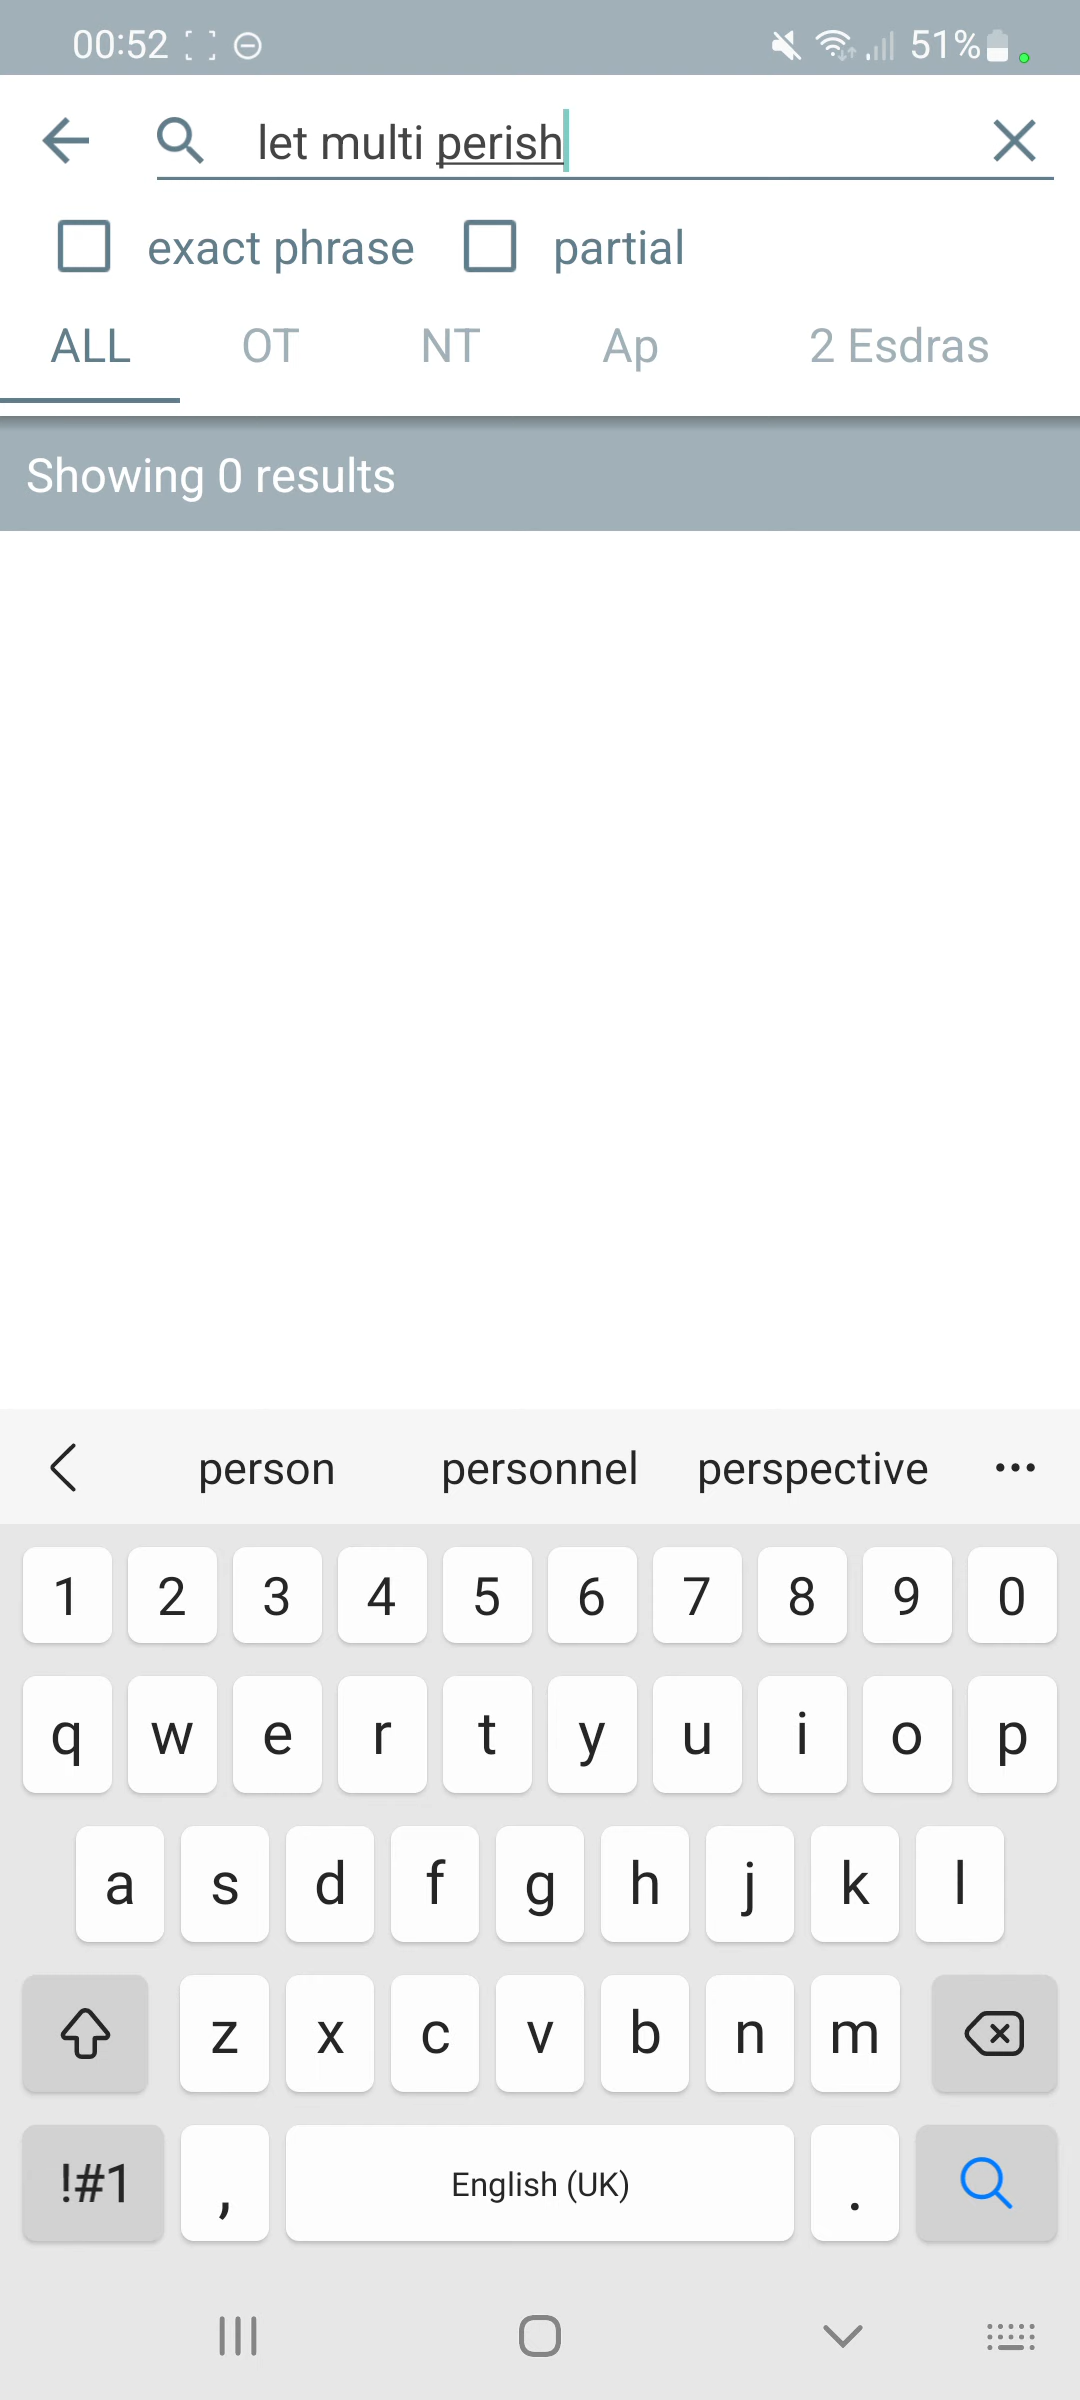 00:52 51%
let multi perish
exact phrase partial
ALL OT NT Ap 2 Esdras
Showing 0 results
person personnel perspective
1 2 3 4 5 6 7 8 9 0
q w e r t y u i o p
a s d f g h j k l
z x c v b n m
!#1 , English (UK) .